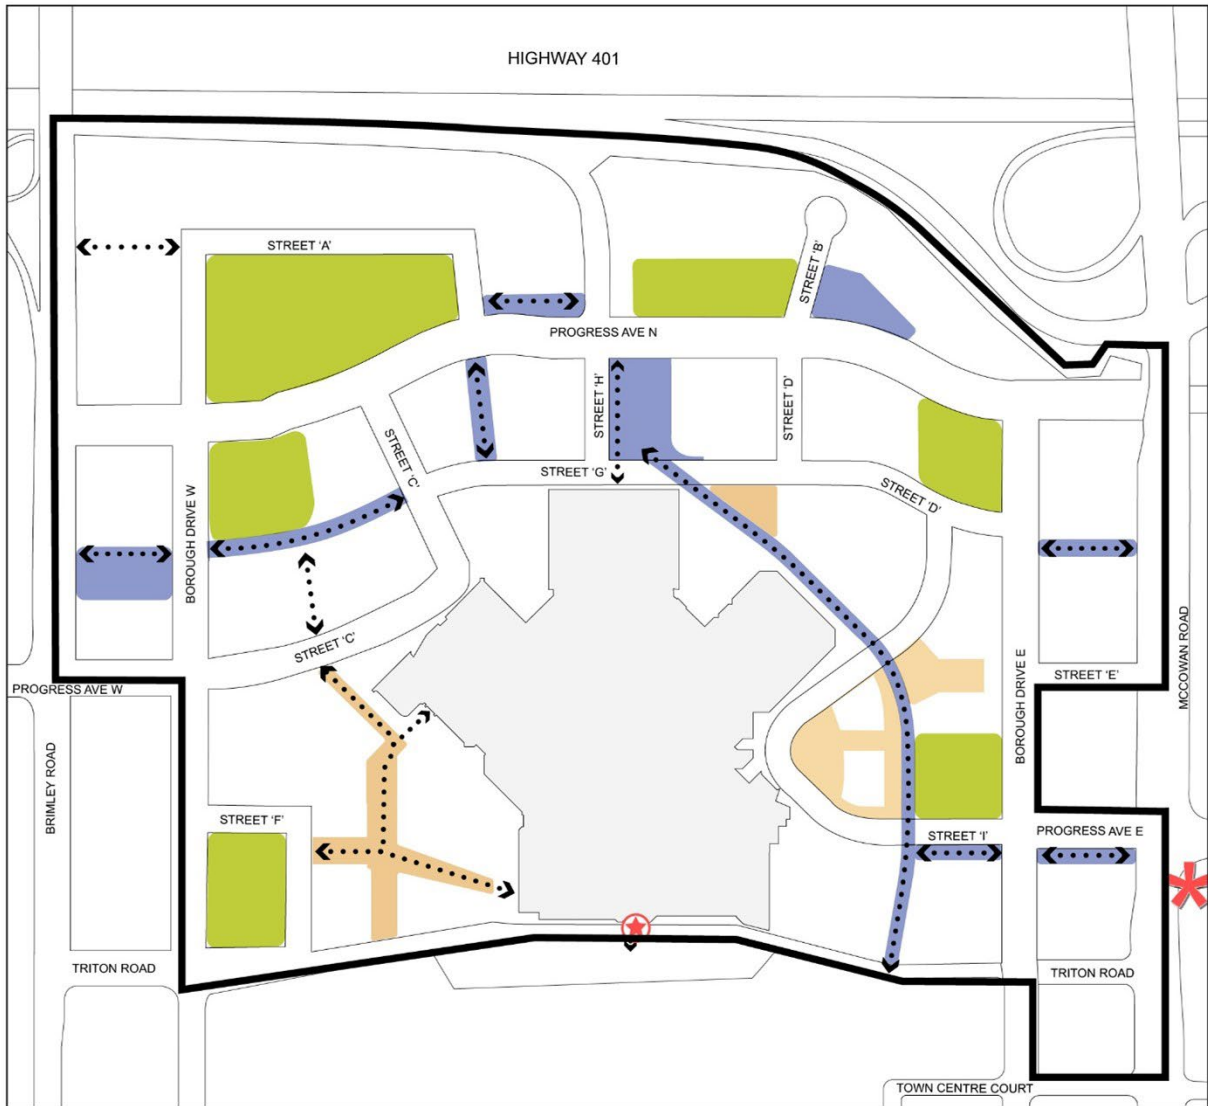 HIGHWAY 401
STREET 'A'
STREET 'B'
PROGRESS AVE N
STREET 'H'
STREET 'D'
STREET 'C'
STREET 'G'
STREET 'D'
BOROUGH DRIVE W
STREET 'C'
PROGRESS AVE W
STREET 'E'
MCCOWAN ROAD
BOROUGH DRIVE E
BRIMLEY ROAD
STREET 'F'
STREET 'I'
PROGRESS AVE E
TRITON ROAD
TRITON ROAD
TOWN CENTRE COURT